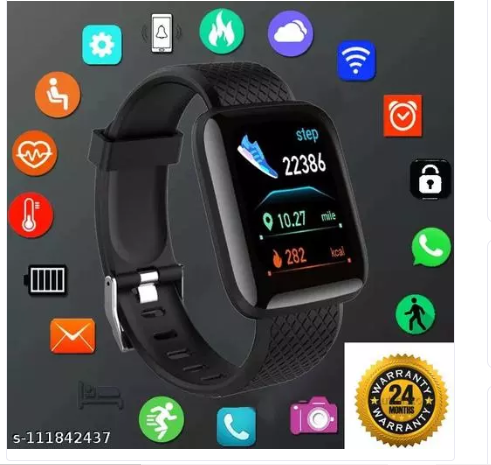 step
22386
10.27 mile
282 kcal
WARRANTY
24
MONTHS
WARRANTY
s-111842437